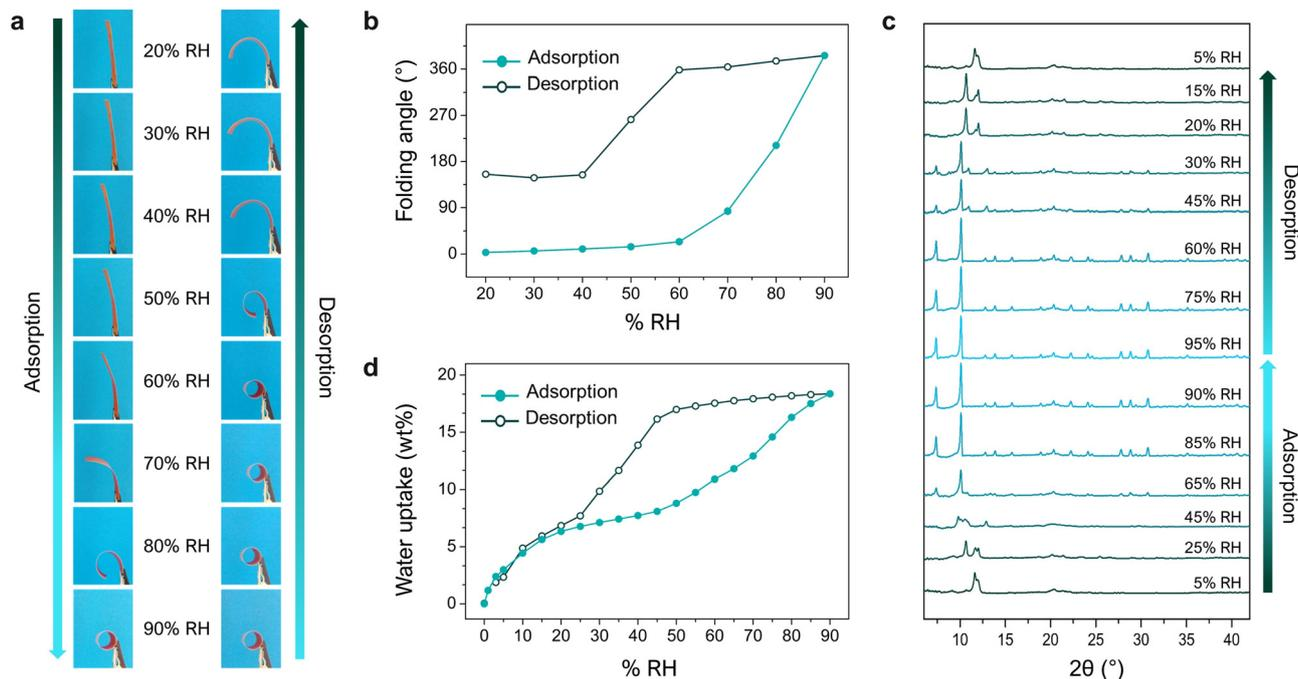 a
Adsorption
20% RH
30% RH
40% RH
50% RH
60% RH
70% RH
80% RH
90% RH
Desorption
b
Adsorption
Desorption
Folding angle (°)
360
270
180
90
0
20 30 40 50 60 70 80 90
% RH
d
Adsorption
Desorption
Water uptake (wt%)
20
15
10
5
0
0 10 20 30 40 50 60 70 80 90
% RH
c
5% RH
15% RH
20% RH
30% RH
45% RH
60% RH
75% RH
95% RH
90% RH
85% RH
65% RH
45% RH
25% RH
5% RH
Desorption
Adsorption
10 15 20 25 30 35 40
2θ (°)